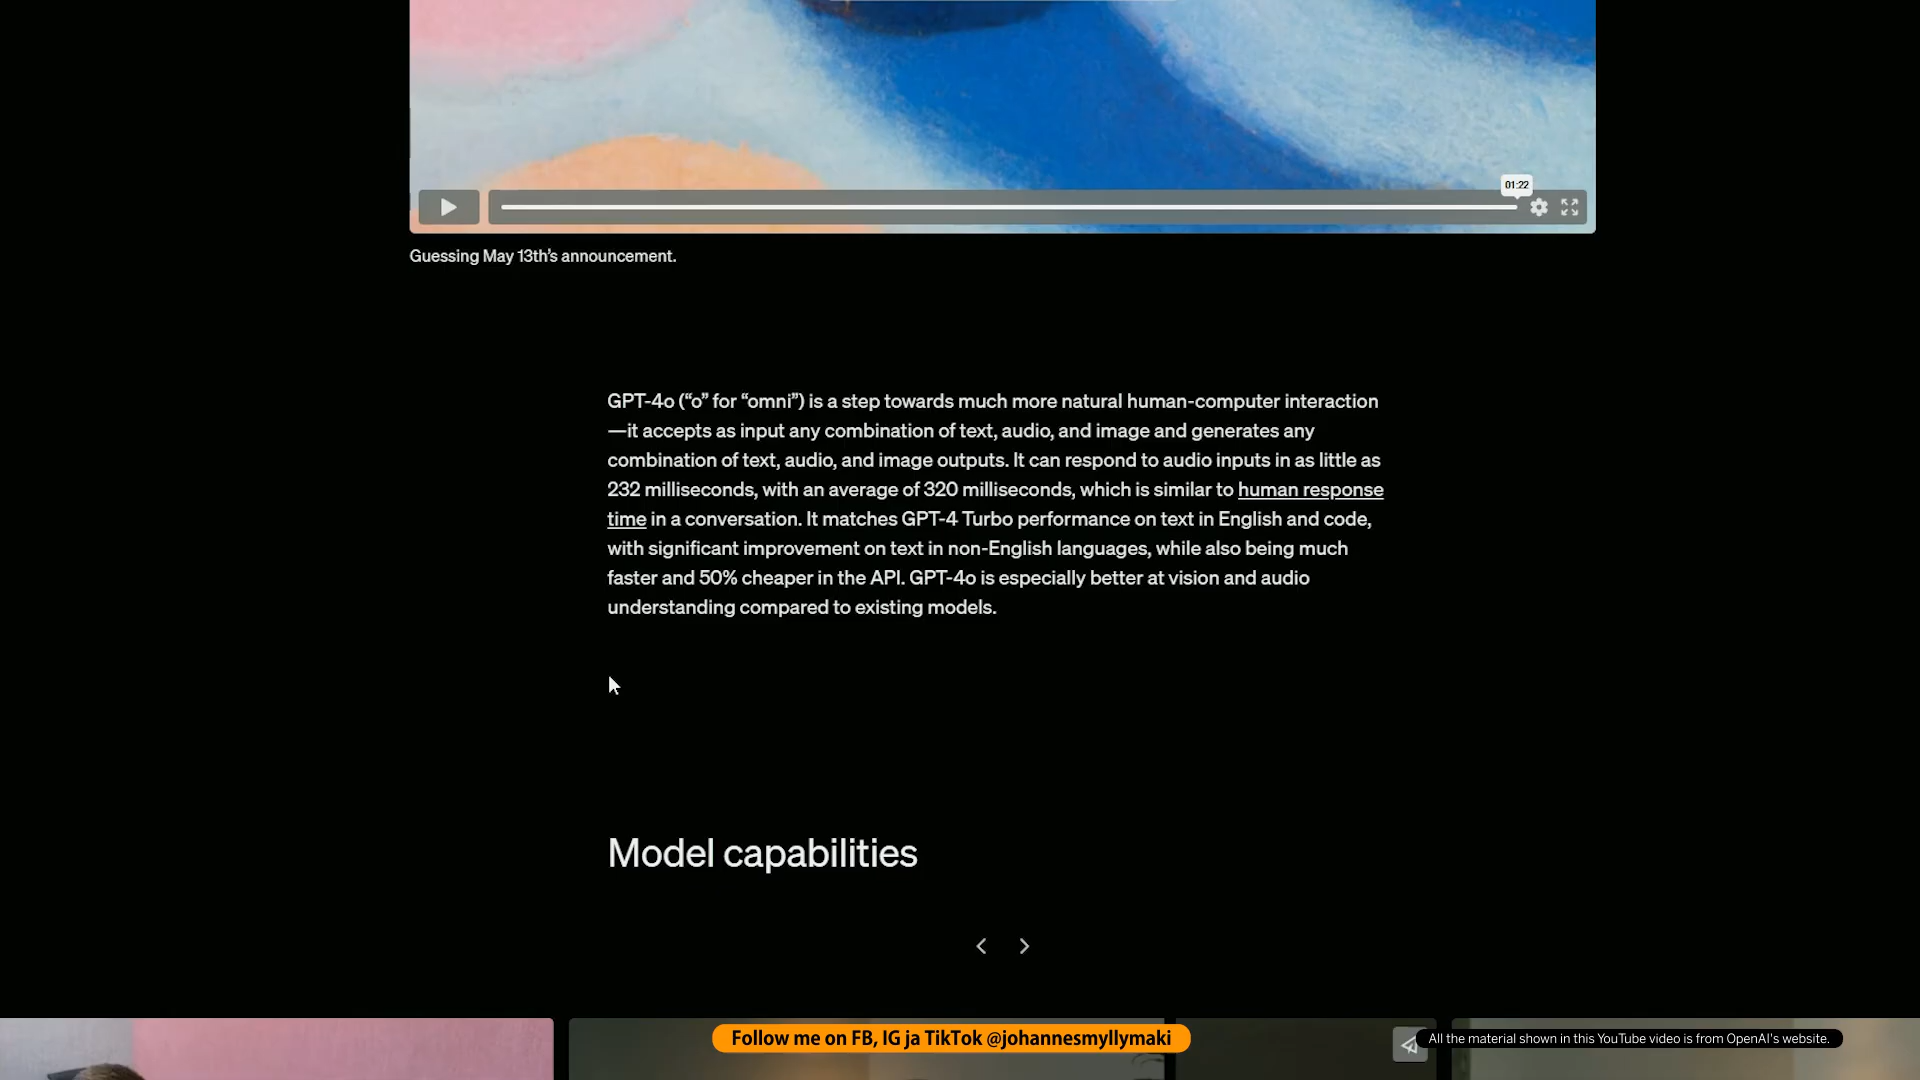 01:22
Guessing May 13th’s announcement.
GPT-4o (“o” for “omni”) is a step towards much more natural human-computer interaction
—it accepts as input any combination of text, audio, and image and generates any
combination of text, audio, and image outputs. It can respond to audio inputs in as little as
232 milliseconds, with an average of 320 milliseconds, which is similar to human response
time in a conversation. It matches GPT-4 Turbo performance on text in English and code,
with significant improvement on text in non-English languages, while also being much
faster and 50% cheaper in the API. GPT-4o is especially better at vision and audio
understanding compared to existing models.
Model capabilities
Follow me on FB, IG ja TikTok @johannesmyllymaki
All the material shown in this YouTube video is from OpenAI's website.